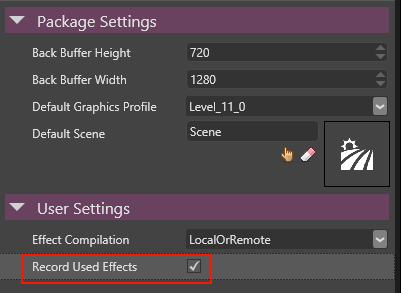 Package Settings
Back Buffer Height 720
Back Buffer Width 1280
Default Graphics Profile Level_11_0
Default Scene Scene
User Settings
Effect Compilation LocalOrRemote
Record Used Effects